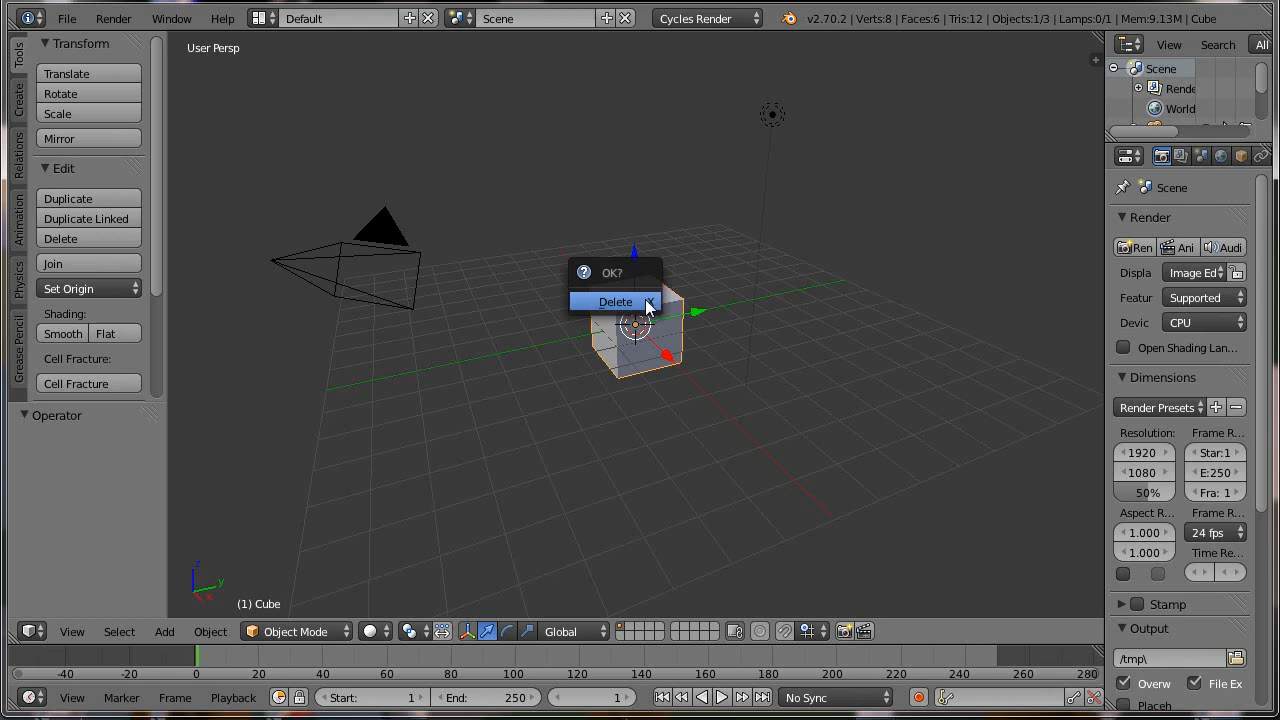 File Render Window Help Default Scene Cycles Render v2.70.2 | Verts:8 | Faces:6 | Tris:12 | Objects:1/3 | Lamps:0/1 | Mem:9.13M | Cube
Tools
Create
Relations
Animation
Physics
Grease Pencil
Transform
Translate
Rotate
Scale
Mirror
Edit
Duplicate
Duplicate Linked
Delete
Join
Set Origin
Shading:
Smooth Flat
Cell Fracture:
Cell Fracture
Operator
User Persp
OK?
Delete X
z
y
x
(1) Cube
View Search All
Scene
Rende
World
Scene
Render
Ren Ani Audi
Displa Image Ed
Featur Supported
Devic CPU
Open Shading Lan...
Dimensions
Render Presets
Resolution: Frame R...
1920 Star:1
1080 E:250
50% Fra: 1
Aspect R... Frame R...
1.000 24 fps
1.000 Time Re...
Stamp
Output
/tmp\
Overw File Ex
Placeh
View Select Add Object Object Mode Global
-40 -20 0 20 40 60 80 100 120 140 160 180 200 220 240 260 280
View Marker Frame Playback Start: 1 End: 250 1 No Sync